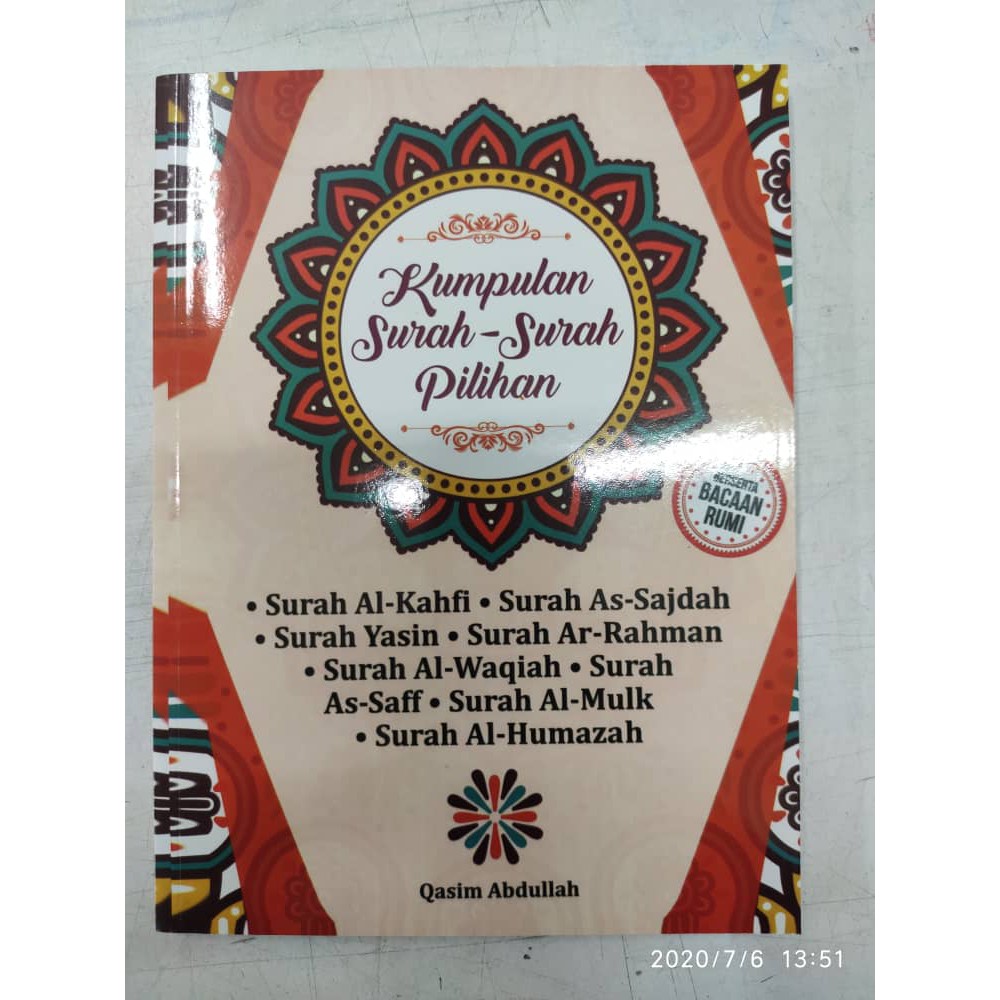 Kumpulan
Surah-Surah
Pilihan
BERSERTA
BACAAN
RUMI
• Surah Al-Kahfi • Surah As-Sajdah
• Surah Yasin • Surah Ar-Rahman
• Surah Al-Waqiah • Surah
As-Saff • Surah Al-Mulk
• Surah Al-Humazah
Qasim Abdullah
2020/7/6 13:51